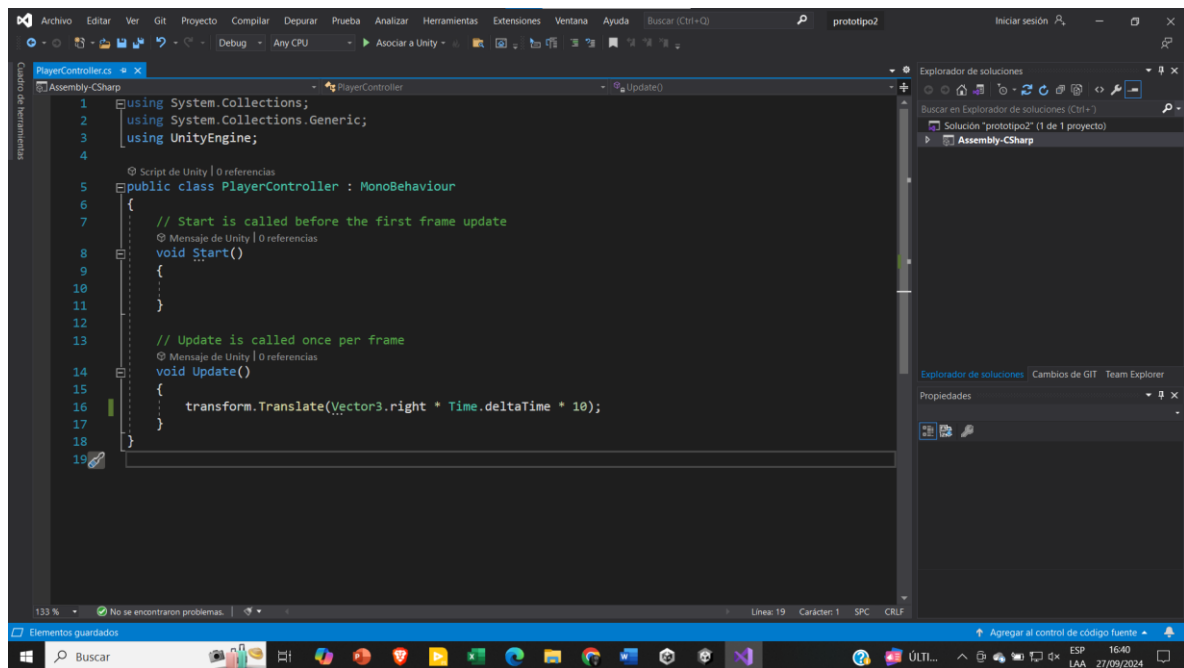 Archivo Editar Ver Git Proyecto Compilar Depurar Prueba Analizar Herramientas Extensiones Ventana Ayuda Buscar (Ctrl+Q) prototipo2 Iniciar sesión
Debug Any CPU Asociar a Unity
Cuadro de herramientas
PlayerController.cs
Assembly-CSharp PlayerController Update()
1 using System.Collections;
2 using System.Collections.Generic;
3 using UnityEngine;
4
Script de Unity | 0 referencias
5 public class PlayerController : MonoBehaviour
6 {
7 // Start is called before the first frame update
Mensaje de Unity | 0 referencias
8 void Start()
9 {
10
11 }
12
13 // Update is called once per frame
Mensaje de Unity | 0 referencias
14 void Update()
15 {
16 transform.Translate(Vector3.right * Time.deltaTime * 10);
17 }
18 }
19
133 % No se encontraron problemas. Línea: 19 Carácter: 1 SPC CRLF
Explorador de soluciones
Buscar en Explorador de soluciones (Ctrl+¨)
Solución "prototipo2" (1 de 1 proyecto)
Assembly-CSharp
Explorador de soluciones Cambios de GIT Team Explorer
Propiedades
Elementos guardados Agregar al control de código fuente
Buscar ÚLTI... ESP 16:40
LAA 27/09/2024